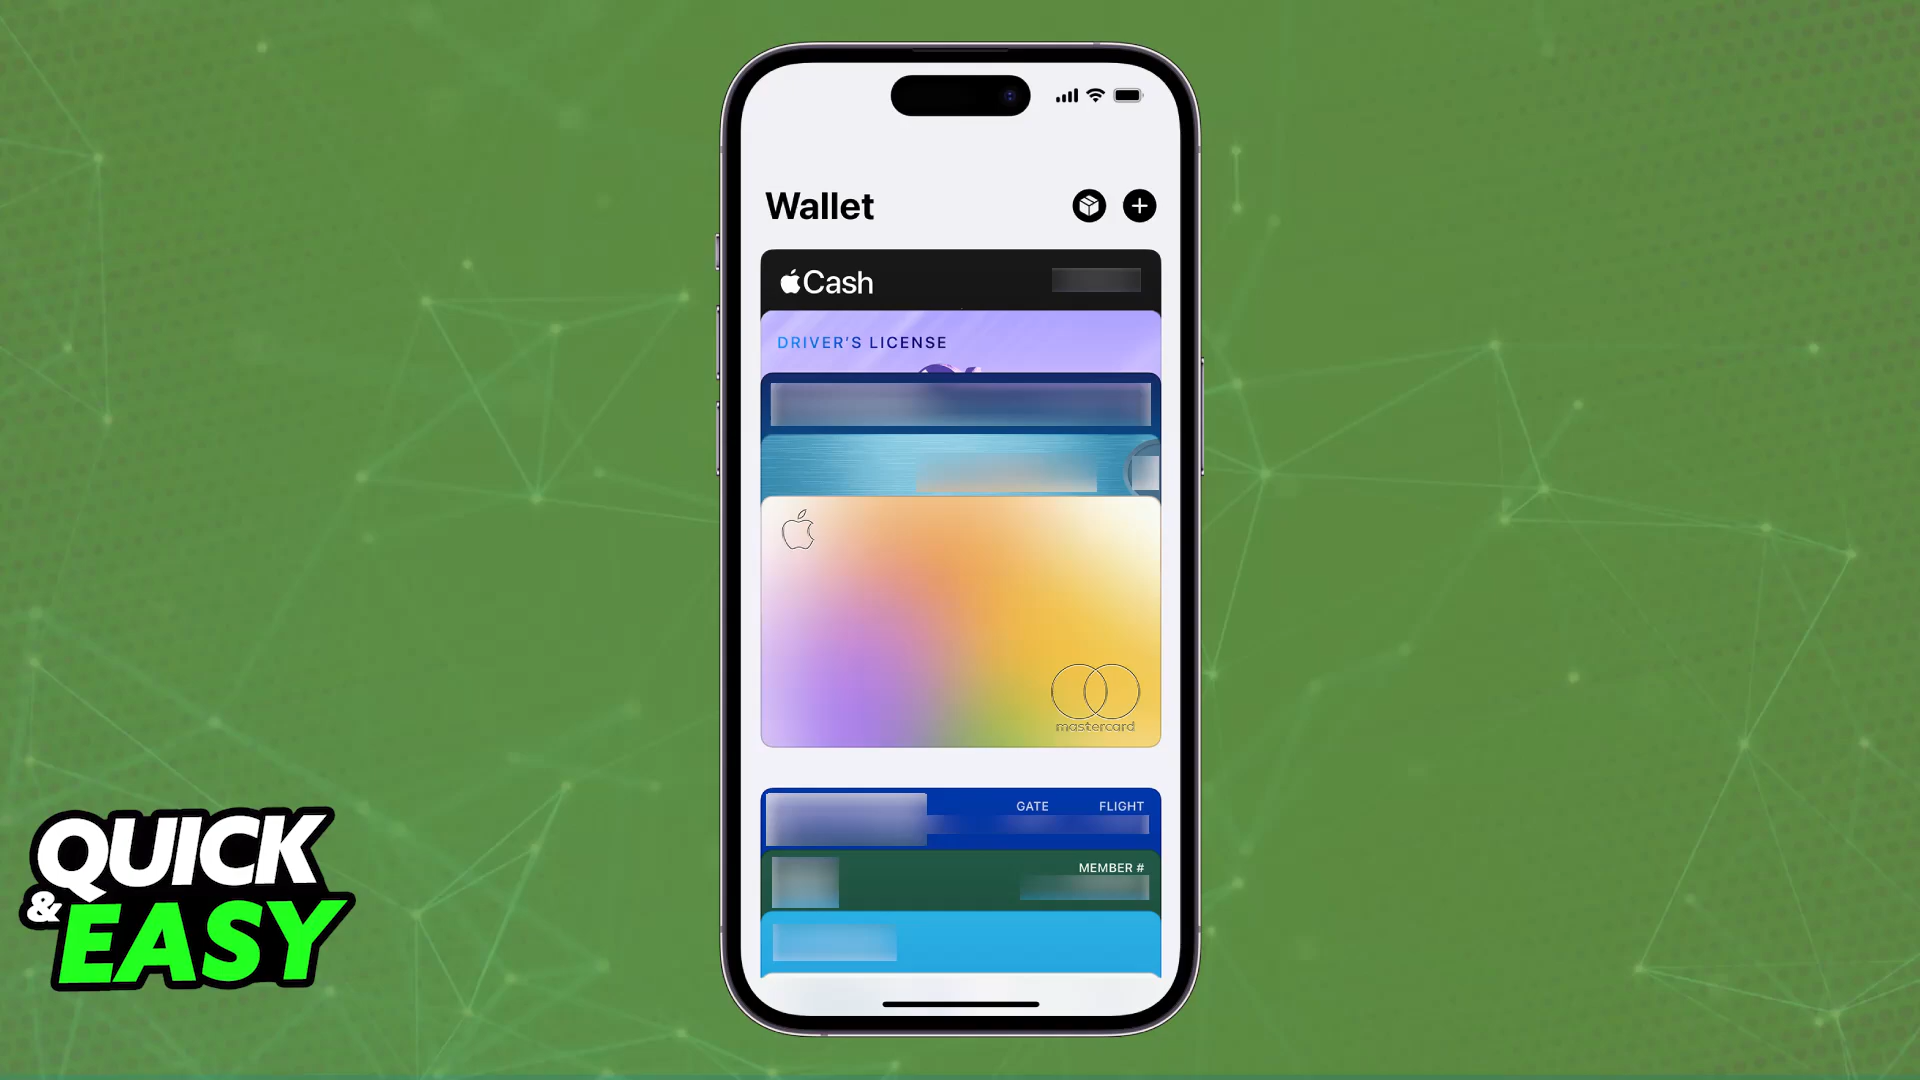 Wallet
Cash
DRIVER'S LICENSE
mastercard
GATE FLIGHT
MEMBER #
QUICK
& EASY